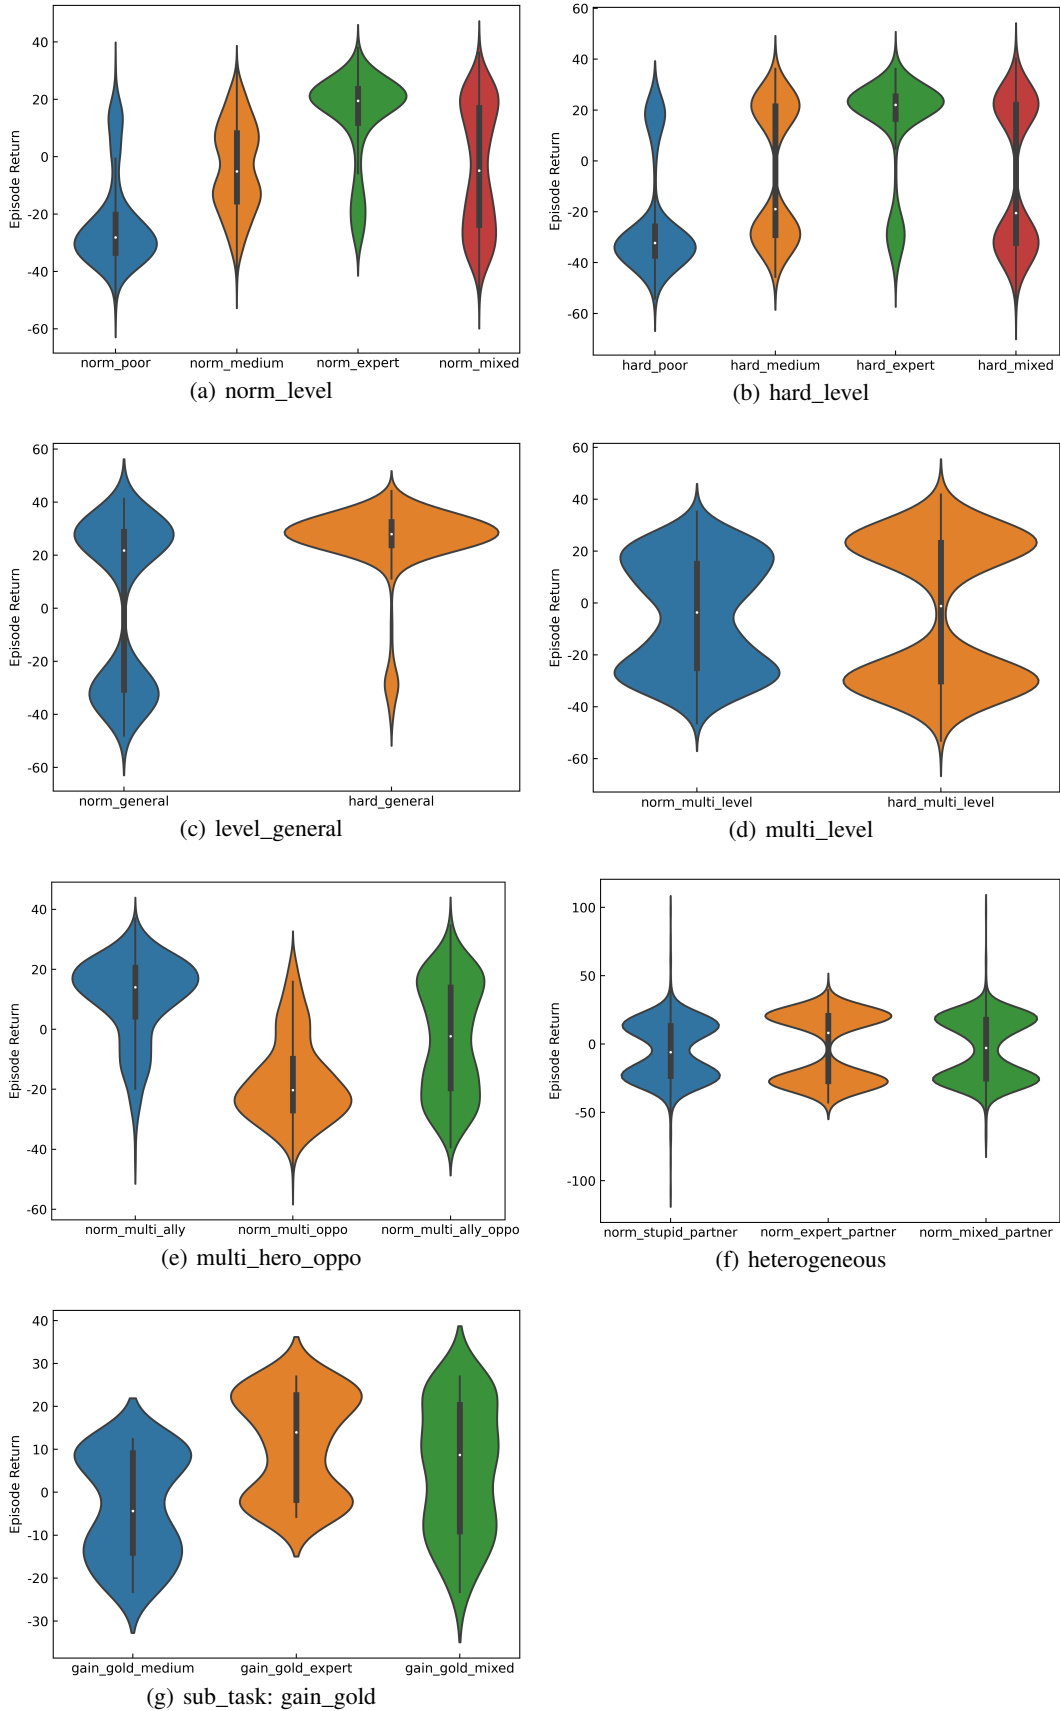 40
20
0
-20
-40
-60
Episode Return
norm_poor norm_medium norm_expert norm_mixed
(a) norm_level
60
40
20
0
-20
-40
-60
Episode Return
hard_poor hard_medium hard_expert hard_mixed
(b) hard_level
60
40
20
0
-20
-40
-60
Episode Return
norm_general hard_general
(c) level_general
60
40
20
0
-20
-40
-60
Episode Return
norm_multi_level hard_multi_level
(d) multi_level
40
20
0
-20
-40
-60
Episode Return
norm_multi_ally norm_multi_oppo norm_multi_ally_oppo
(e) multi_hero_oppo
100
50
0
-50
-100
Episode Return
norm_stupid_partner norm_expert_partner norm_mixed_partner
(f) heterogeneous
40
30
20
10
0
-10
-20
-30
Episode Return
gain_gold_medium gain_gold_expert gain_gold_mixed
(g) sub_task: gain_gold